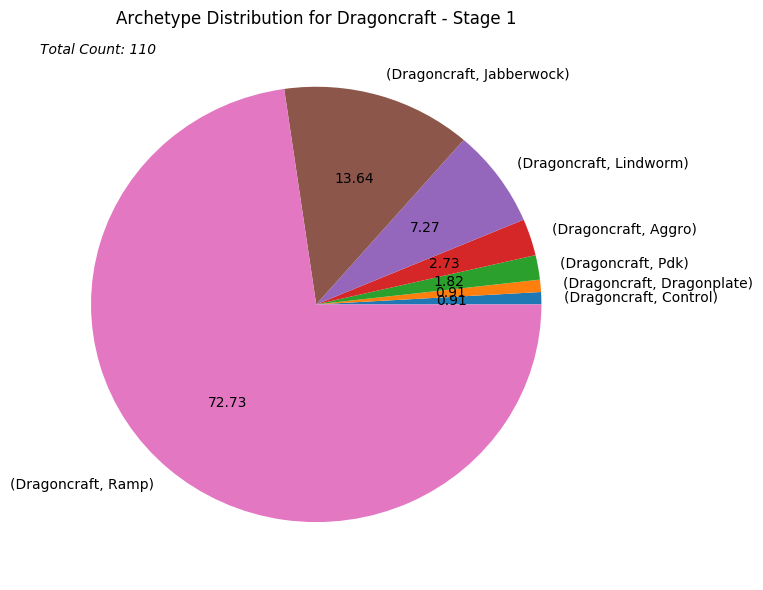 Archetype Distribution for Dragoncraft - Stage 1
Total Count: 110
(Dragoncraft, Jabberwock)
13.64
(Dragoncraft, Lindworm)
7.27
(Dragoncraft, Aggro)
2.73
(Dragoncraft, Pdk)
1.82
(Dragoncraft, Dragonplate)
0.91
(Dragoncraft, Control)
0.91
72.73
(Dragoncraft, Ramp)